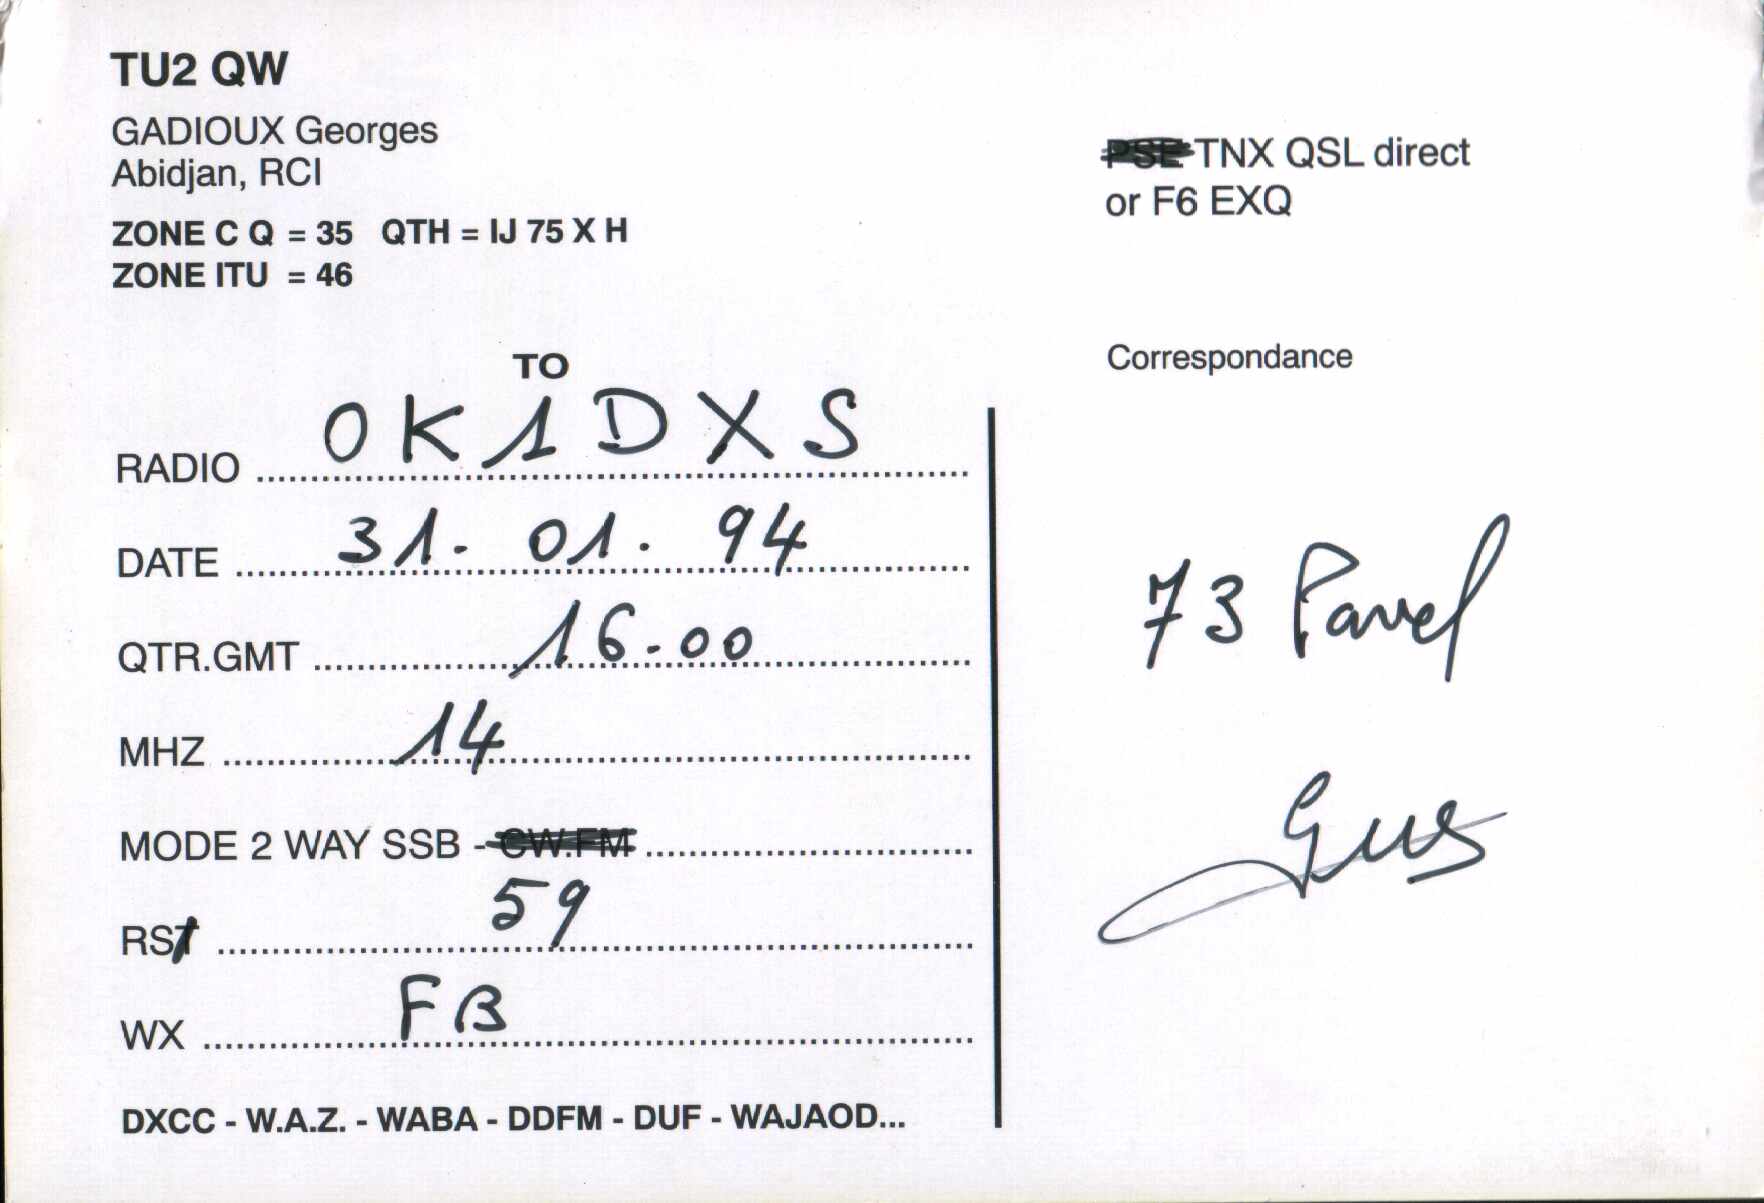 TU2 QW
GADIOUX Georges
Abidjan, RCI
ZONE C Q = 35 QTH = IJ 75 X H
ZONE ITU = 46
TO
RADIO OK1DXS
DATE 31.01.94
QTR.GMT 16.00
MHZ 14
MODE 2 WAY SSB - CW.FM
RST 59
WX FB
DXCC - W.A.Z. - WABA - DDFM - DUF - WAJAOD...
PSE TNX QSL direct
or F6 EXQ
Correspondance
73 Pavel
Gus